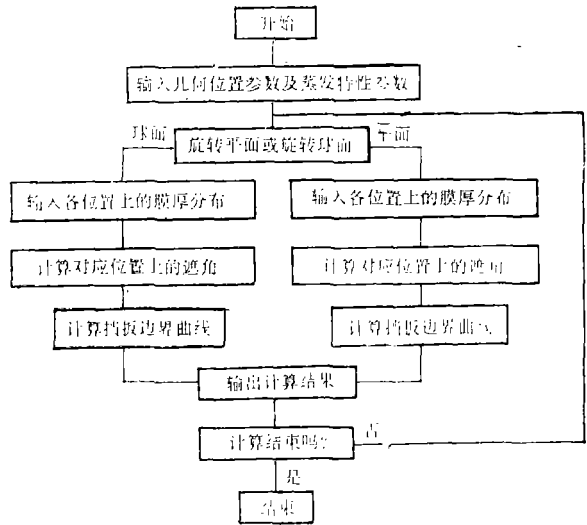 开始
输入几何位置参数及蒸发特性参数
球面
旋转平面或旋转球面
平面
输入各位置上的膜厚分布
输入各位置上的膜厚分布
计算对应位置上的遮角
计算对应位置上的遮角
计算挡板边界曲线
计算挡板边界曲线
输出计算结果
计算结束吗?
否
是
结束